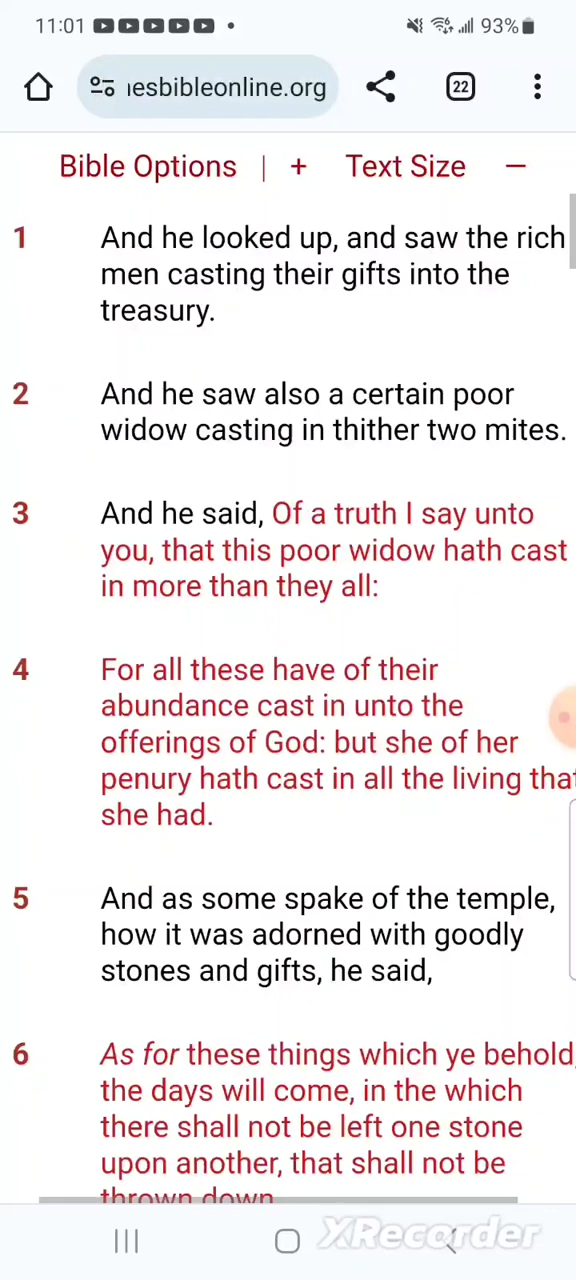 11:01 93%
ıesbibleonline.org 22
Bible Options | + Text Size −
1 And he looked up, and saw the rich
men casting their gifts into the
treasury.
2 And he saw also a certain poor
widow casting in thither two mites.
3 And he said, Of a truth I say unto
you, that this poor widow hath cast
in more than they all:
4 For all these have of their
abundance cast in unto the
offerings of God: but she of her
penury hath cast in all the living that
she had.
5 And as some spake of the temple,
how it was adorned with goodly
stones and gifts, he said,
6 As for these things which ye behold,
the days will come, in the which
there shall not be left one stone
upon another, that shall not be
thrown down
XRecorder